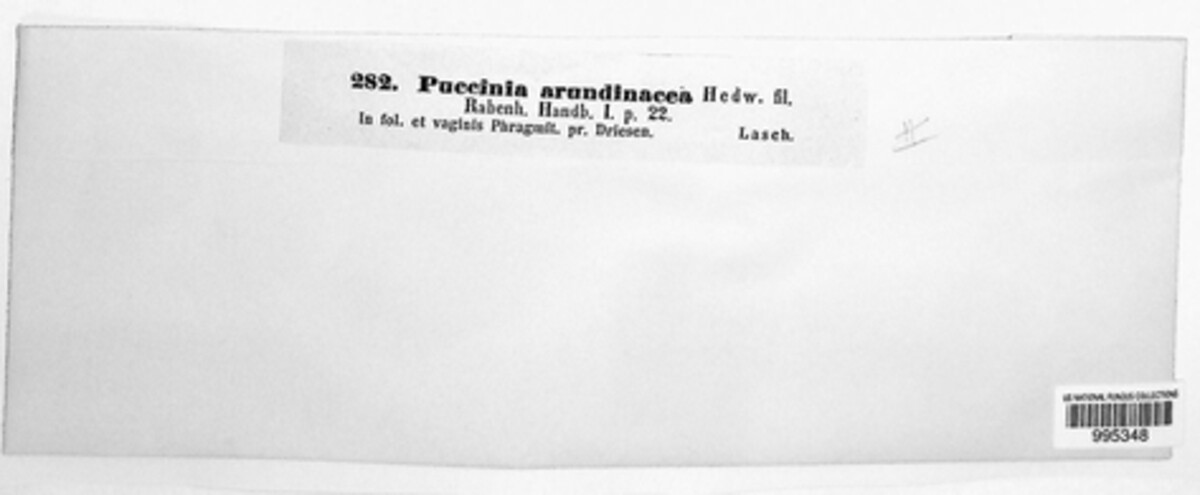 282. Puccinia arundinacea Hedw. fil.
Rabenh. Handb. I. p. 22.
In fol. et vaginis Phragmit. pr. Driesen. Lasch.
US NATIONAL FUNGUS COLLECTIONS
995348